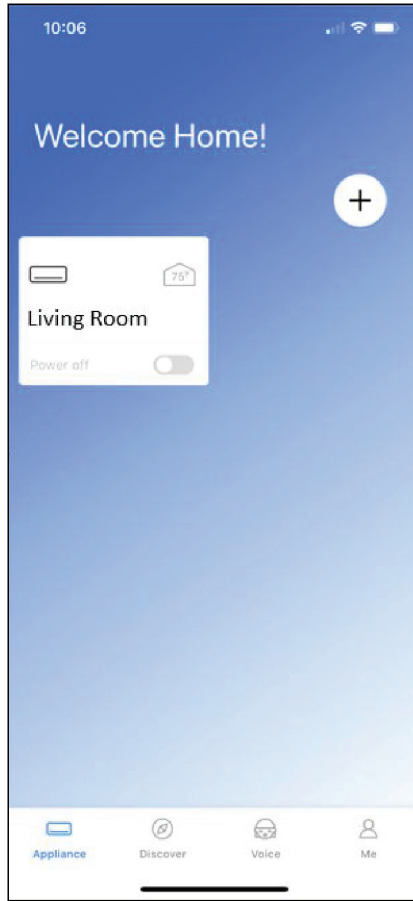 10:06
Welcome Home!
+
75°
Living Room
Power off
Appliance Discover Voice Me